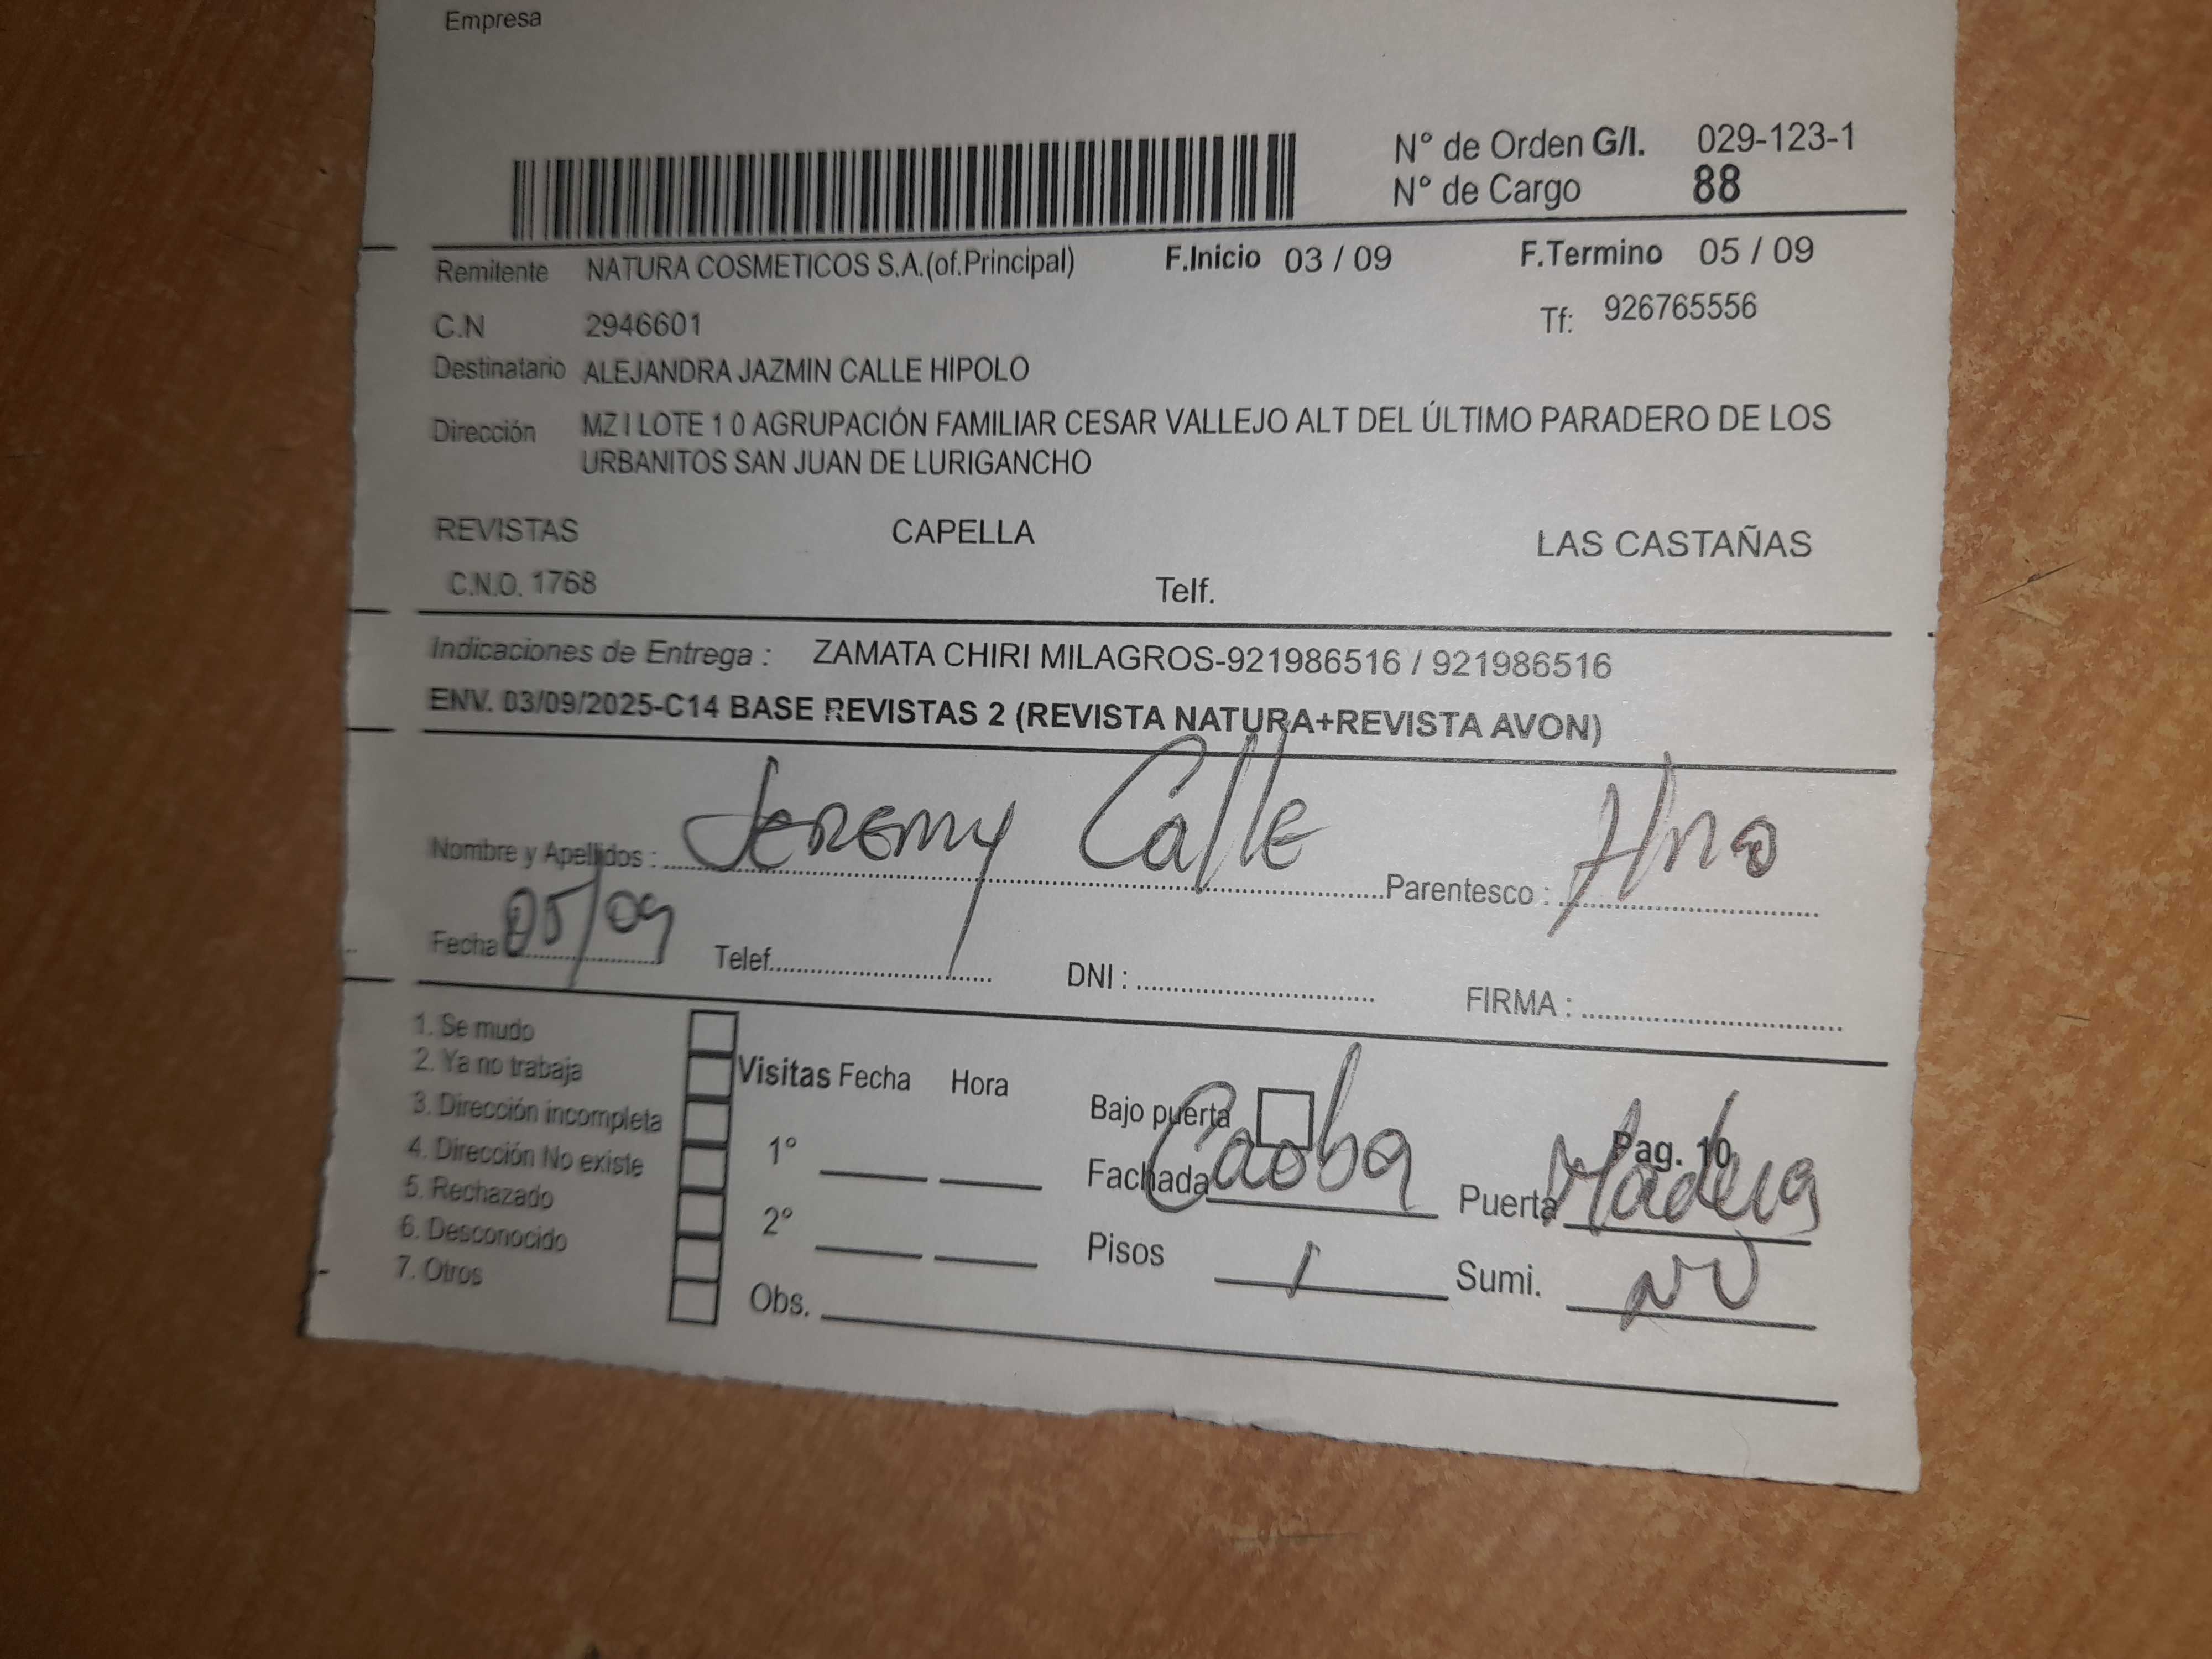 Empresa
N° de Orden G/I. 029-123-1
N° de Cargo 88
Remitente NATURA COSMETICOS S.A.(of.Principal) F.Inicio 03 / 09 F.Termino 05 / 09
C.N 2946601 Tf: 926765556
Destinatario ALEJANDRA JAZMIN CALLE HIPOLO
Dirección MZ I LOTE 1 0 AGRUPACIÓN FAMILIAR CESAR VALLEJO ALT DEL ÚLTIMO PARADERO DE LOS
URBANITOS SAN JUAN DE LURIGANCHO
REVISTAS CAPELLA LAS CASTAÑAS
C.N.O. 1768 Telf.
Indicaciones de Entrega : ZAMATA CHIRI MILAGROS-921986516 / 921986516
ENV. 03/09/2025-C14 BASE REVISTAS 2 (REVISTA NATURA+REVISTA AVON)
Nombre y Apellidos : Jeremy Calle Parentesco : Hno
Fecha 05/09 Telef. DNI : FIRMA :
1. Se mudo
2. Ya no trabaja Visitas Fecha Hora
3. Dirección incompleta Bajo puerta
4. Dirección No existe 1° Fachada Caoba Puerta Madera Pag. 10
5. Rechazado
6. Desconocido 2° Pisos 1 Sumi. NO
7. Otros Obs.